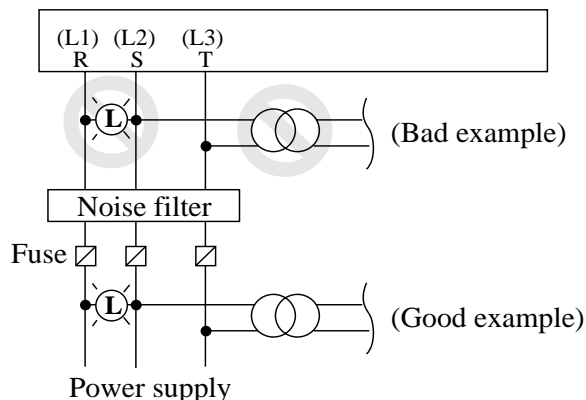 (L1) (L2) (L3)
R S T
L
(Bad example)
Noise filter
Fuse
L
(Good example)
Power supply